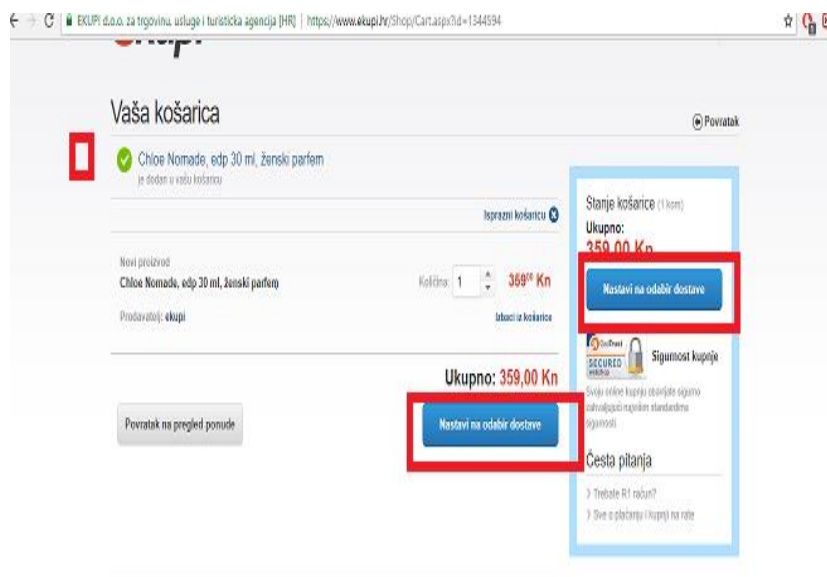 EKUPI d.o.o. za trgovinu, usluge i turisticka agencija [HR] | https://www.ekupi.hr/Shop/Cart.aspx?id=1344594
Vaša košarica
Povratak
Chloe Nomade, edp 30 ml, ženski parfem
je dodan u vašu košaricu
Isprazni košaricu
Novi proizvod
Chloe Nomade, edp 30 ml, ženski parfem
Količina: 1 359,00 Kn
Prodavatelj: ekupi
Izbaci iz košarice
Ukupno: 359,00 Kn
Povratak na pregled ponude
Nastavi na odabir dostave
Stanje košarice (1 kom)
Ukupno:
359,00 Kn
Nastavi na odabir dostave
SECURED
webshop
Sigurnost kupnje
Svoju online kupnju obavljate sigurno
zahvaljujući najvišim standardima
sigurnosti.
Česta pitanja
Trebate R1 račun?
Sve o plaćanju i kupnji na rate